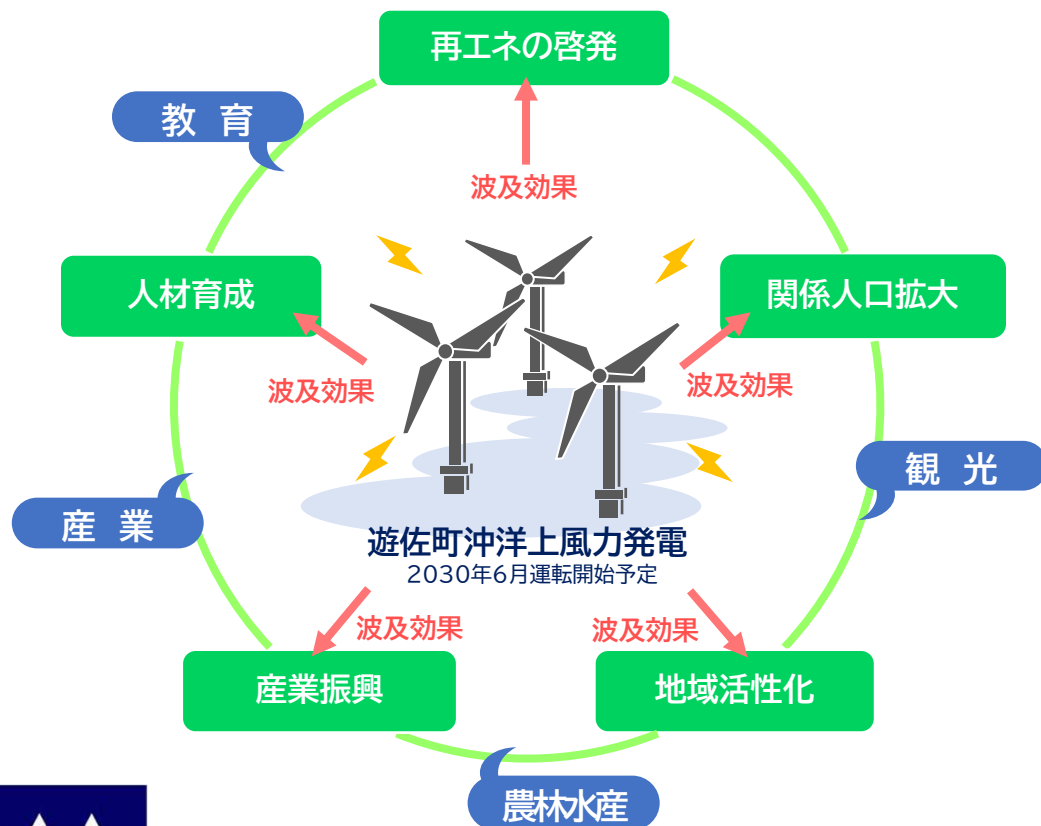 再エネの啓発
教 育
波及効果
人材育成
関係人口拡大
波及効果
波及効果
観 光
産 業
遊佐町沖洋上風力発電
2030年6月運転開始予定
波及効果
波及効果
産業振興
地域活性化
農林水産